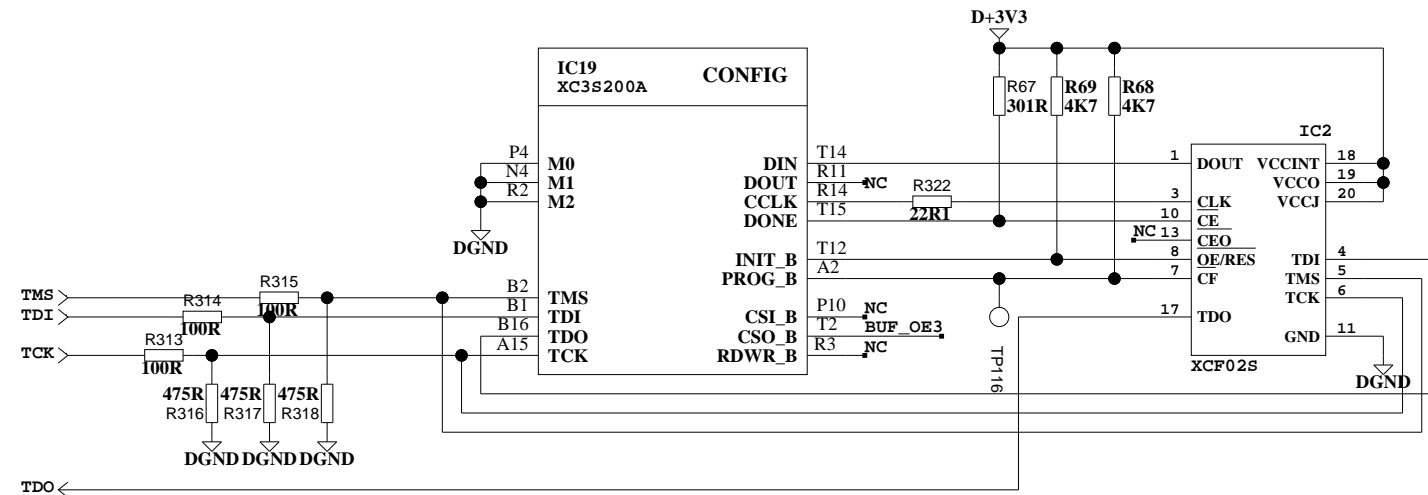 D+3V3
IC19
XC3S200A
CONFIG
R67
301R
R69
4K7
R68
4K7
IC2
P4
M0
N4
M1
R2
M2
DGND
DIN
T14
DOUT
R11
NC
CCLK
R14
R322
22R1
DONE
T15
INIT_B
T12
PROG_B
A2
1
DOUT
VCCINT
18
VCCO
19
VCCJ
20
3
CLK
10
CE
NC
13
CEO
8
OE/RES
7
CF
TDI
4
TMS
5
TCK
6
17
TDO
GND
11
XCF02S
DGND
TMS
R315
100R
B2
TMS
TDI
R314
100R
B1
TDI
B16
TDO
TCK
R313
100R
A15
TCK
CSI_B
P10
NC
CSO_B
T2
BUF_OE3
RDWR_B
R3
NC
TP116
475R
R316
475R
R317
475R
R318
DGND
DGND
DGND
TDO